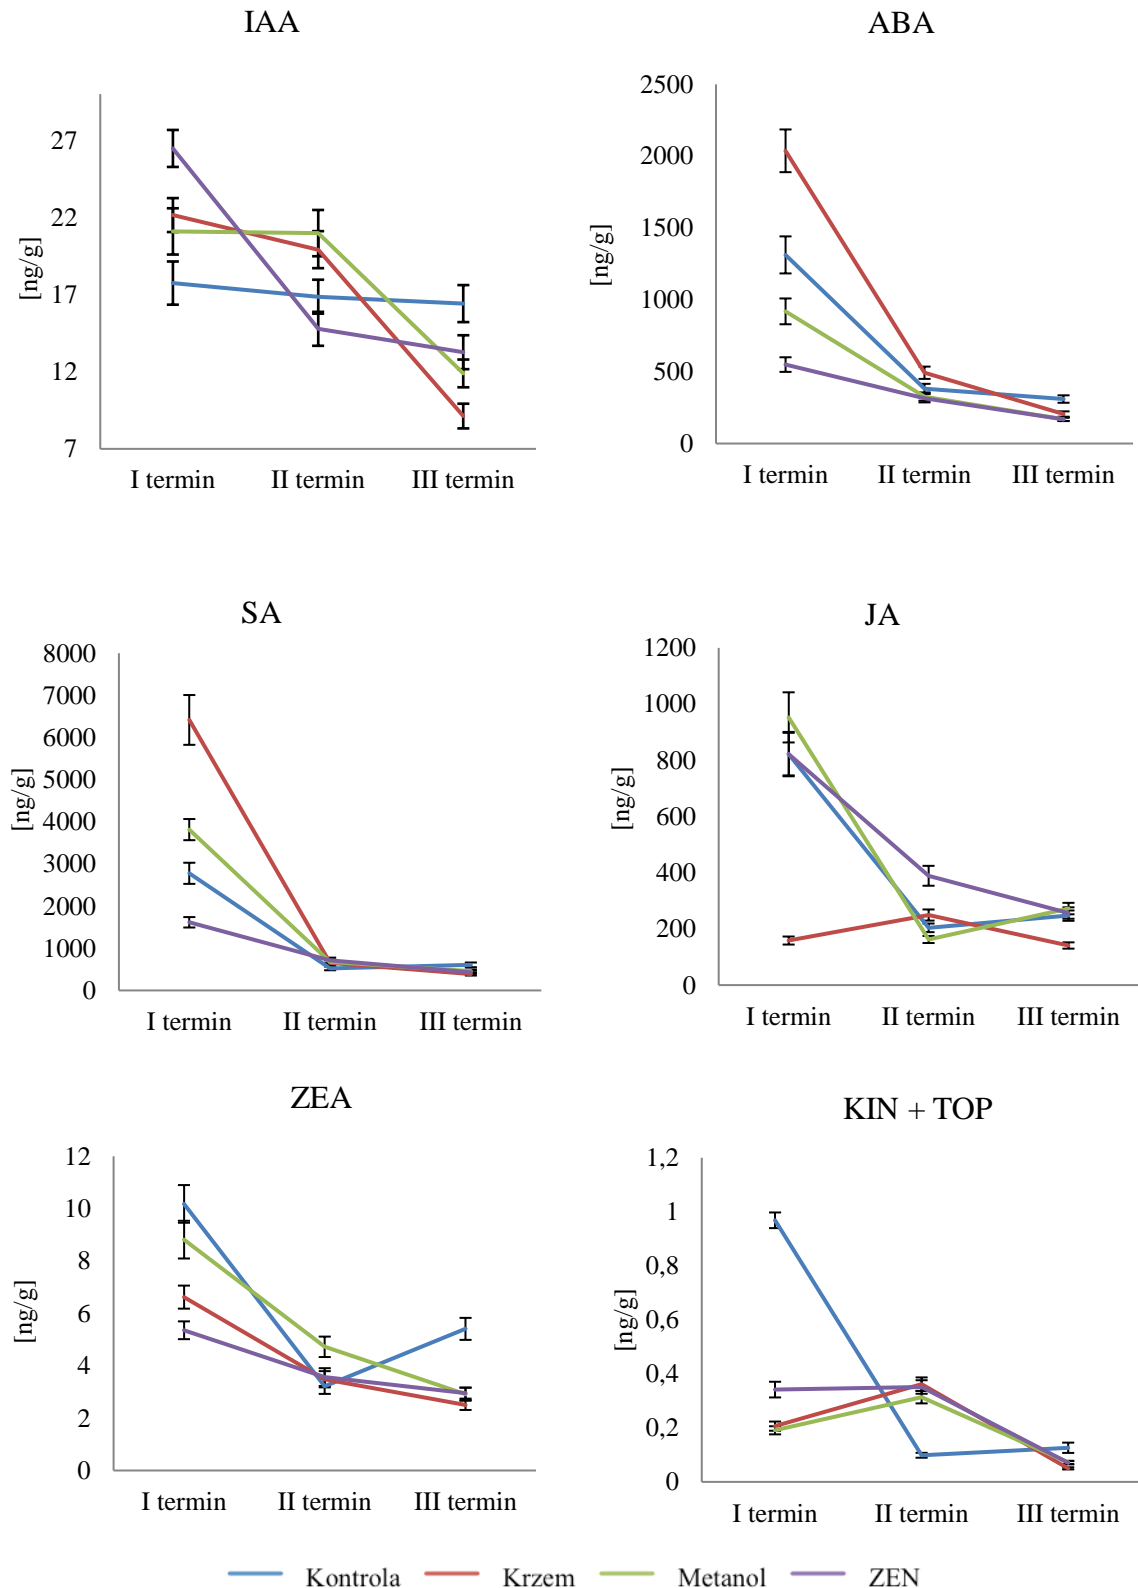 IAA
[ng/g]
27
22
17
12
7
I termin II termin III termin
ABA
[ng/g]
2500
2000
1500
1000
500
0
I termin II termin III termin
SA
[ng/g]
8000
7000
6000
5000
4000
3000
2000
1000
0
I termin II termin III termin
JA
[ng/g]
1200
1000
800
600
400
200
0
I termin II termin III termin
ZEA
[ng/g]
12
10
8
6
4
2
0
I termin II termin III termin
KIN + TOP
[ng/g]
1,2
1
0,8
0,6
0,4
0,2
0
I termin II termin III termin
Kontrola Krzem Metanol ZEN